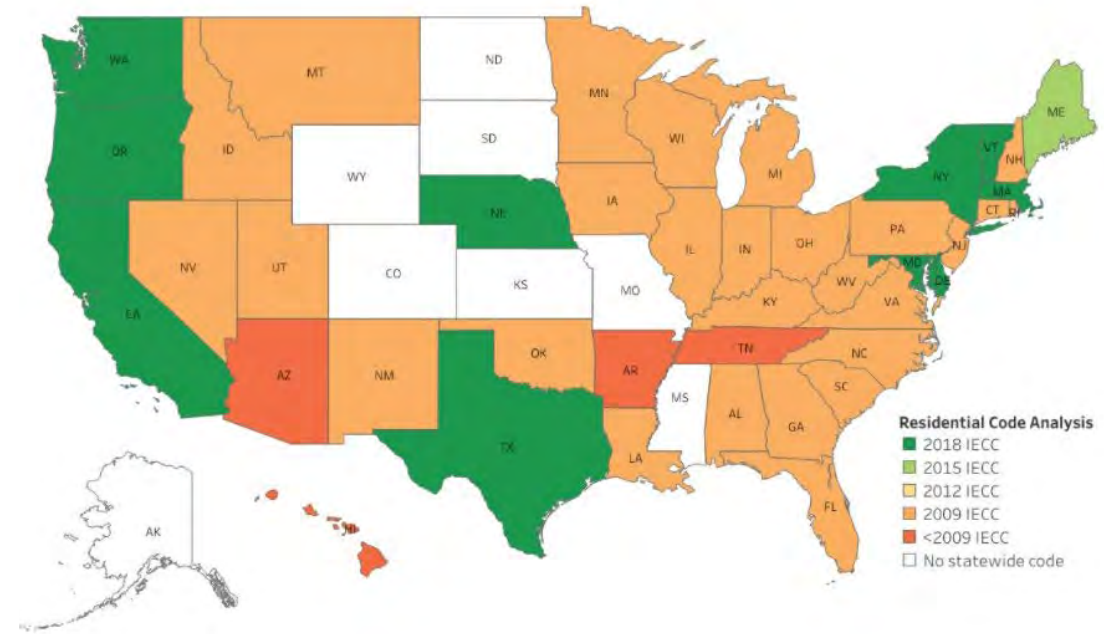 WA
ND
MT
MN
ME
SD
OR
ID
WI
VT
NH
WY
NY
MA
MI
IA
NE
CT
RI
PA
NV
UT
CO
KS
MO
IL
IN
OH
NJ
MD
DE
WV
VA
KY
CA
AZ
NM
OK
AR
TN
NC
SC
MS
AL
GA
TX
LA
FL
AK
HI
Residential Code Analysis
2018 IECC
2015 IECC
2012 IECC
2009 IECC
<2009 IECC
No statewide code